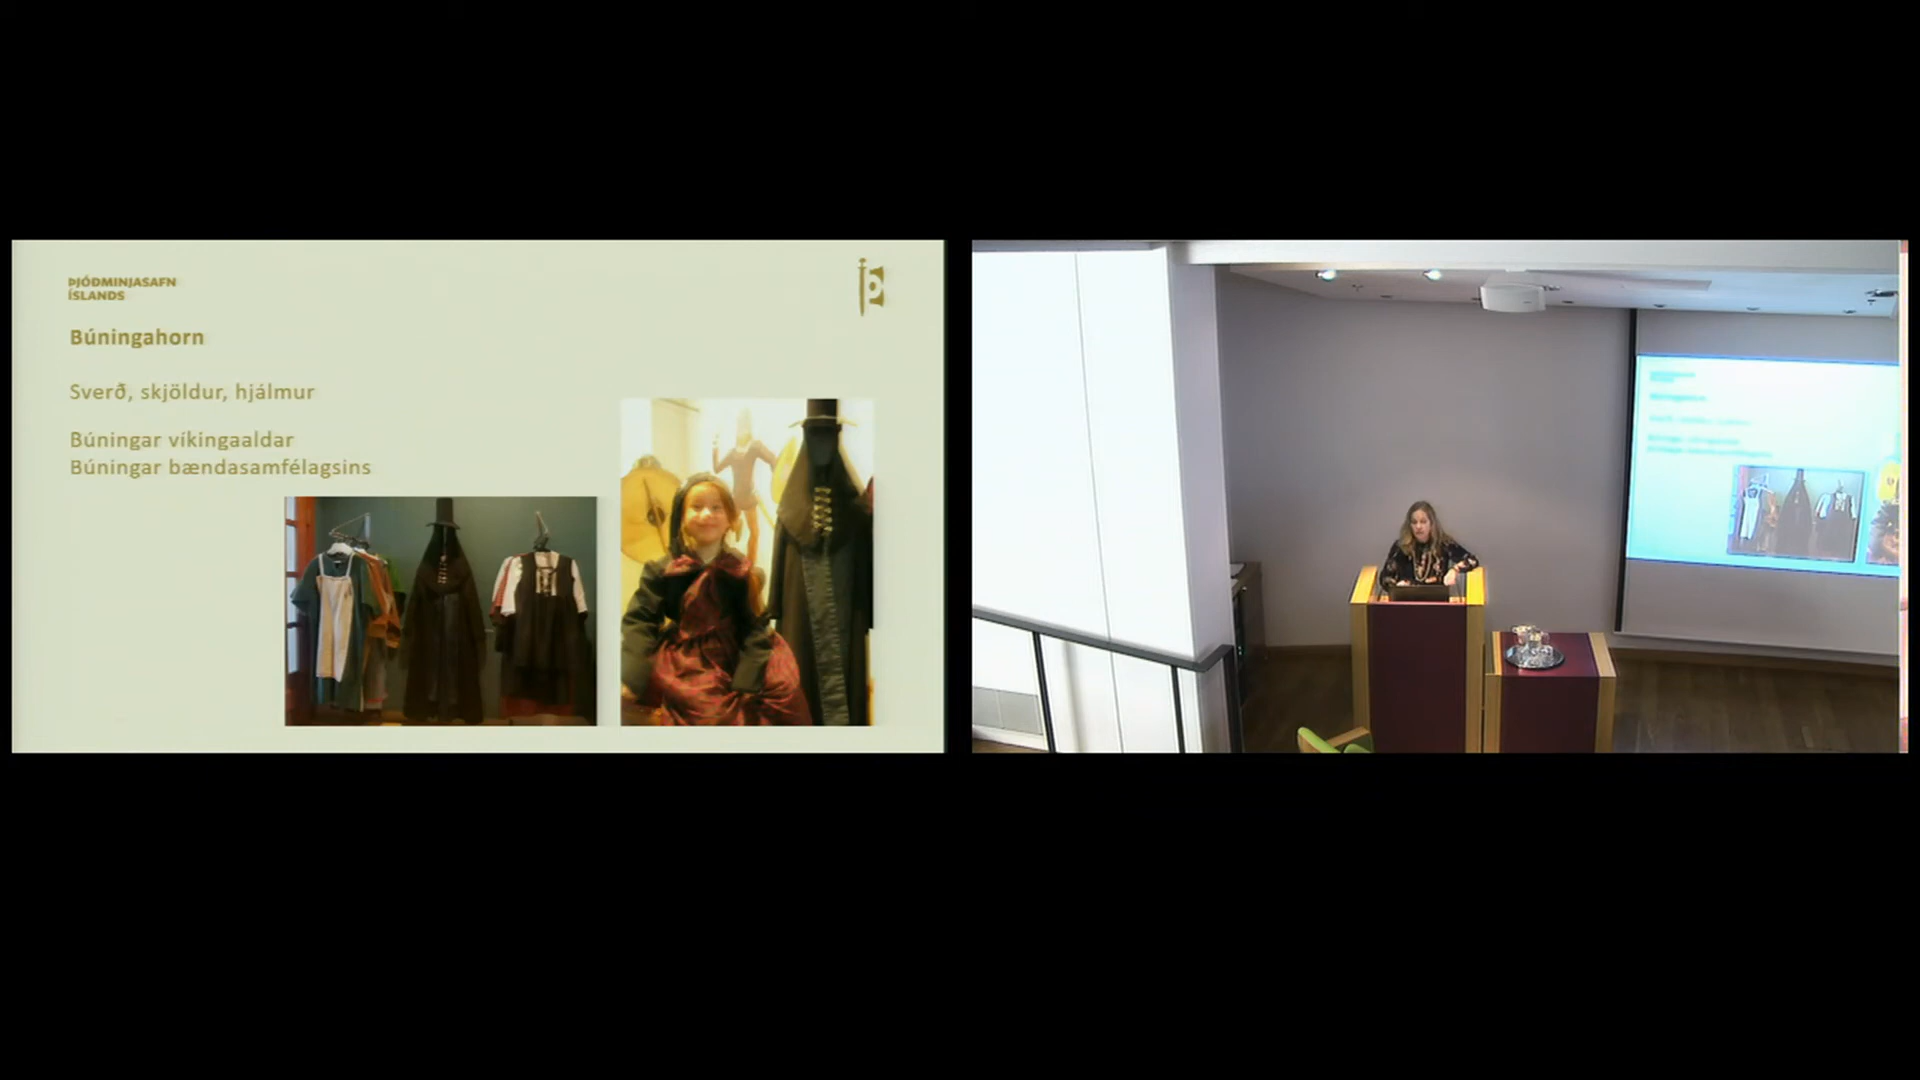 ÞJÓÐMINJASAFN
ÍSLANDS
Búningahorn
Sverð, skjöldur, hjálmur
Búningar víkingaaldar
Búningar bændasamfélagsins